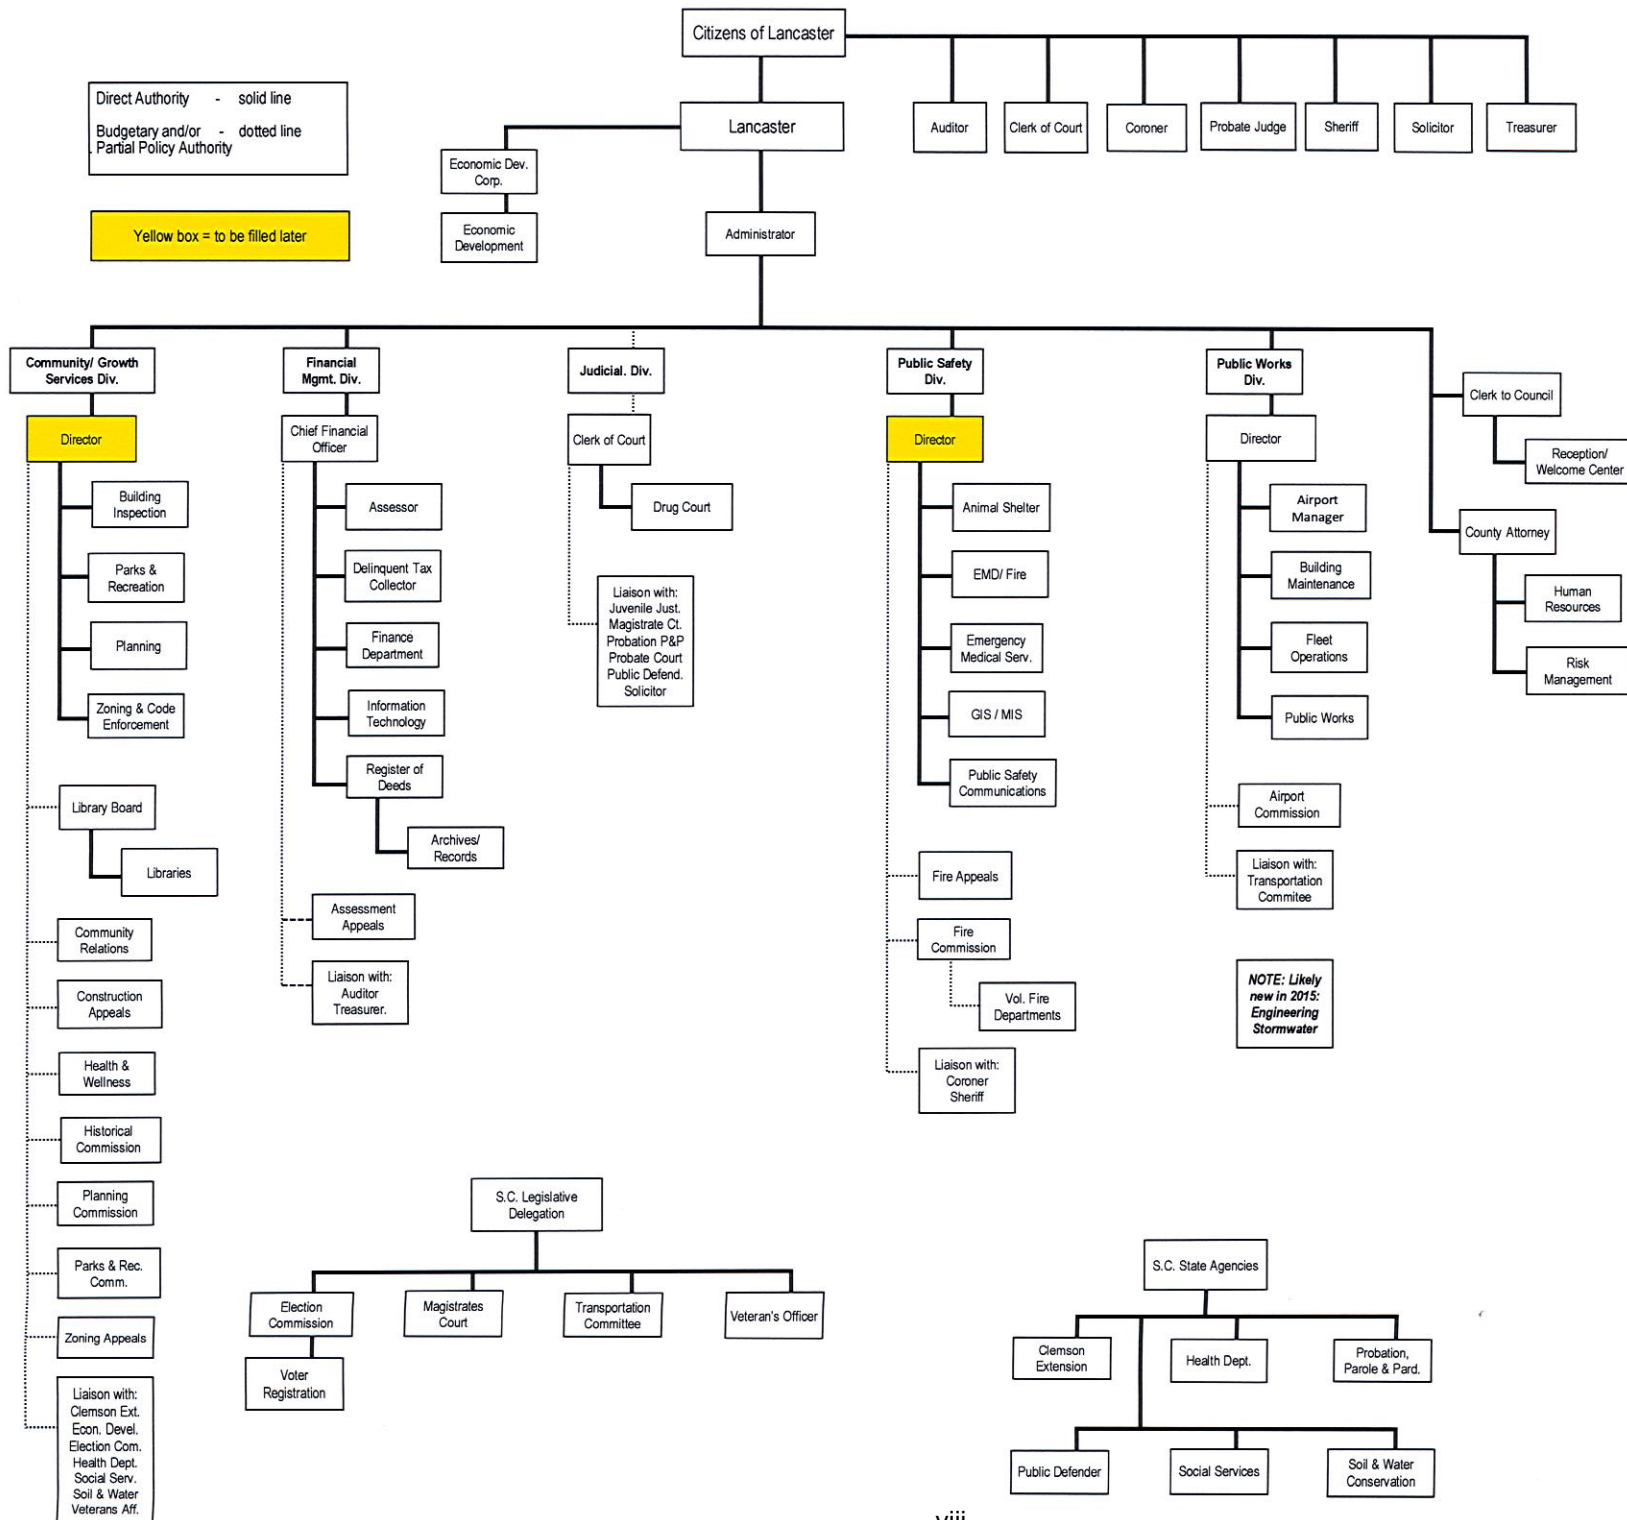 Citizens of Lancaster
Direct Authority - solid line
Budgetary and/or - dotted line
. Partial Policy Authority
Yellow box = to be filled later
Lancaster
Auditor
Clerk of Court
Coroner
Probate Judge
Sheriff
Solicitor
Treasurer
Economic Dev.
Corp.
Economic
Development
Administrator
Community/ Growth
Services Div.
Director
Building
Inspection
Parks &
Recreation
Planning
Zoning & Code
Enforcement
Library Board
Libraries
Community
Relations
Construction
Appeals
Health &
Wellness
Historical
Commission
Planning
Commission
Parks & Rec.
Comm.
Zoning Appeals
Liaison with:
Clemson Ext.
Econ. Devel.
Election Com.
Health Dept.
Social Serv.
Soil & Water
Veterans Aff.
Financial
Mgmt. Div.
Chief Financial
Officer
Assessor
Delinquent Tax
Collector
Finance
Department
Information
Technology
Register of
Deeds
Archives/
Records
Assessment
Appeals
Liaison with:
Auditor
Treasurer.
Judicial. Div.
Clerk of Court
Drug Court
Liaison with:
Juvenile Just.
Magistrate Ct.
Probation P&P
Probate Court
Public Defend.
Solicitor
Public Safety
Div.
Director
Animal Shelter
EMD/ Fire
Emergency
Medical Serv.
GIS / MIS
Public Safety
Communications
Fire Appeals
Fire
Commission
Vol. Fire
Departments
Liaison with:
Coroner
Sheriff
Public Works
Div.
Director
Airport
Manager
Building
Maintenance
Fleet
Operations
Public Works
Airport
Commission
Liaison with:
Transportation
Commitee
NOTE: Likely
new in 2015:
Engineering
Stormwater
Clerk to Council
Reception/
Welcome Center
County Attorney
Human
Resources
Risk
Management
S.C. Legislative
Delegation
Election
Commission
Magistrates
Court
Transportation
Committee
Veteran's Officer
Voter
Registration
S.C. State Agencies
Clemson
Extension
Health Dept.
Probation,
Parole & Pard.
Public Defender
Social Services
Soil & Water
Conservation
viii